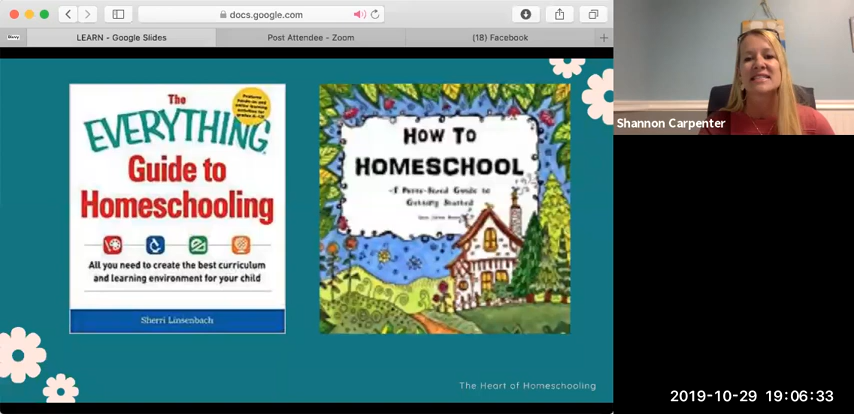 docs.google.com
LEARN - Google Slides
Post Attendee - Zoom
(18) Facebook
The
EVERYTHING
Guide to
Homeschooling
All you need to create the best curriculum
and learning environment for your child
Sherri Linsenbach
How To
HOMESCHOOL
Guide to
Getting Started
The Heart of Homeschooling
Shannon Carpenter
2019-10-29 19:06:33